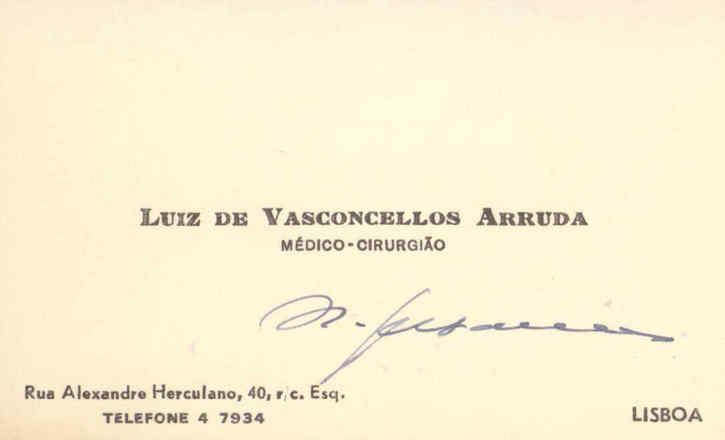 LUIZ DE VASCONCELLOS ARRUDA
MÉDICO-CIRURGIÃO
Rua Alexandre Herculano, 40, r/c. Esq.
TELEFONE 4 7934
LISBOA